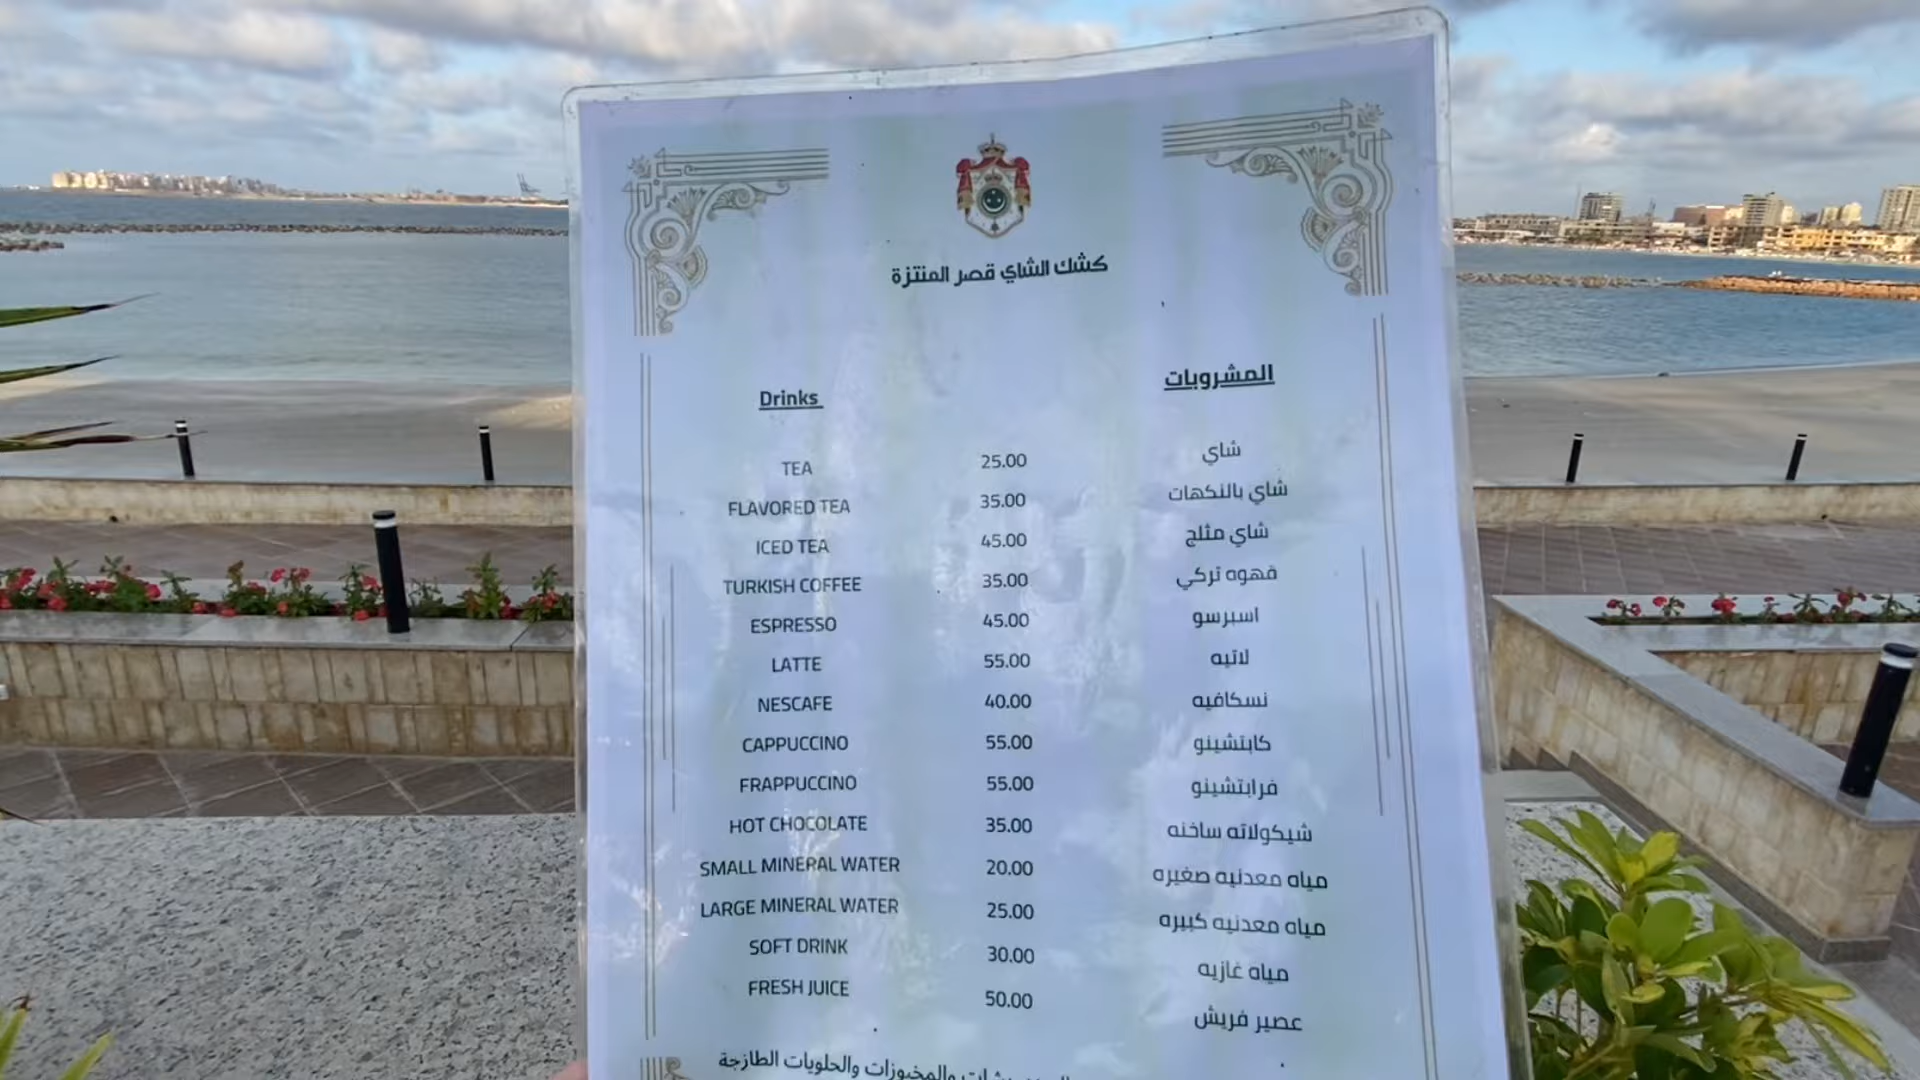 كشك الشاي قصر المنتزة
Drinks المشروبات
TEA 25.00 شاي
FLAVORED TEA 35.00 شاي بالنكهات
ICED TEA 45.00 شاي مثلج
TURKISH COFFEE 35.00 قهوه تركي
ESPRESSO 45.00 اسبرسو
LATTE 55.00 لاتيه
NESCAFE 40.00 نسكافيه
CAPPUCCINO 55.00 كابتشينو
FRAPPUCCINO 55.00 فرابتشينو
HOT CHOCOLATE 35.00 شيكولاته ساخنه
SMALL MINERAL WATER 20.00 مياه معدنيه صغيره
LARGE MINERAL WATER 25.00 مياه معدنيه كبيره
SOFT DRINK 30.00 مياه غازيه
FRESH JUICE 50.00 عصير فريش
والمخبوزات والحلويات الطازجة